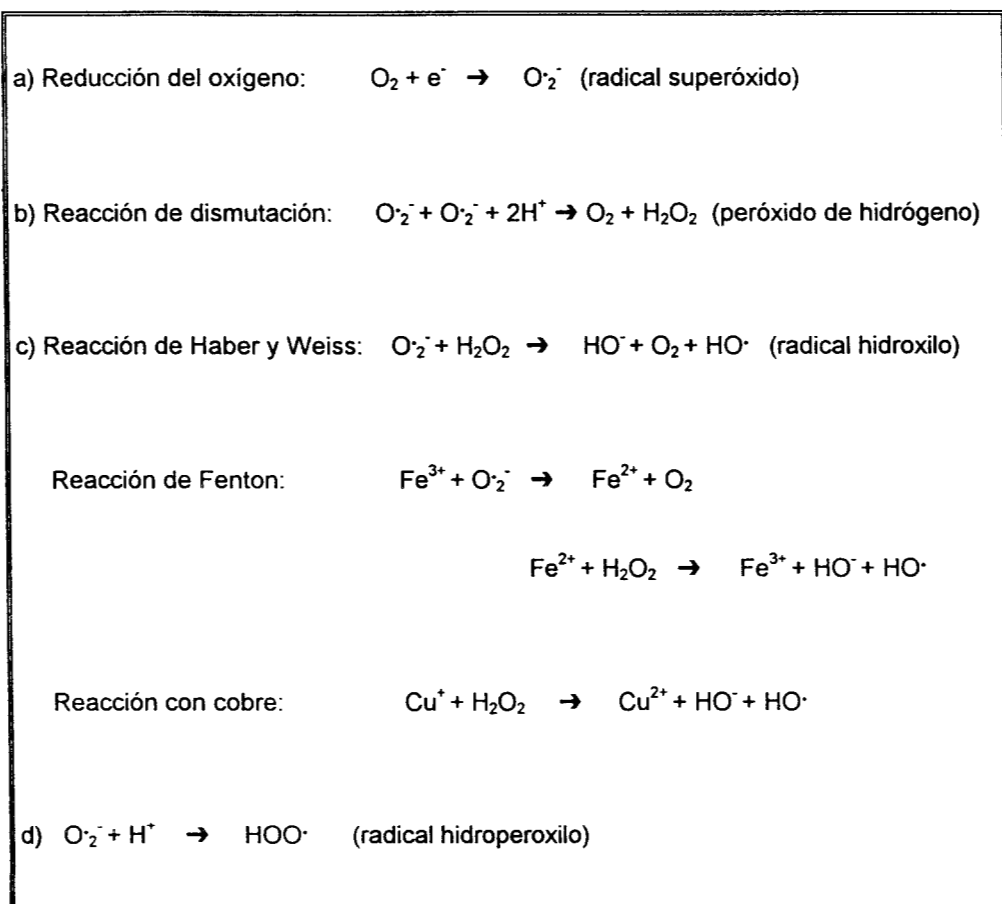 a) Reducción del oxígeno: O₂ + e⁻ → O·₂⁻ (radical superóxido)
b) Reacción de dismutación: O·₂⁻ + O·₂⁻ + 2H⁺ → O₂ + H₂O₂ (peróxido de hidrógeno)
c) Reacción de Haber y Weiss: O·₂⁻ + H₂O₂ → HO⁻ + O₂ + HO· (radical hidroxilo)
Reacción de Fenton: Fe³⁺ + O·₂⁻ → Fe²⁺ + O₂
Fe²⁺ + H₂O₂ → Fe³⁺ + HO⁻ + HO·
Reacción con cobre: Cu⁺ + H₂O₂ → Cu²⁺ + HO⁻ + HO·
d) O·₂⁻ + H⁺ → HOO· (radical hidroperoxilo)